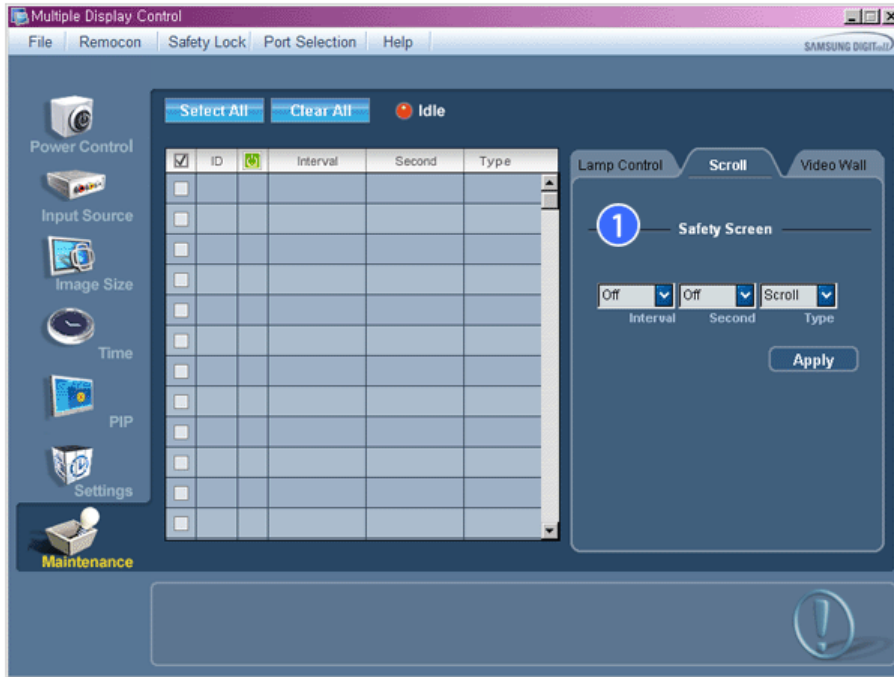 Multiple Display Control
File Remocon Safety Lock Port Selection Help
SAMSUNG DIGITall
Power Control
Input Source
Image Size
Time
PIP
Settings
Maintenance
Select All Clear All Idle
ID Interval Second Type
Lamp Control Scroll Video Wall
1 Safety Screen
Off Off Scroll
Interval Second Type
Apply